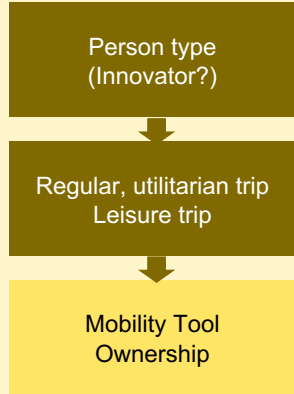 Person type
(Innovator?)
Regular, utilitarian trip
Leisure trip
Mobility Tool
Ownership